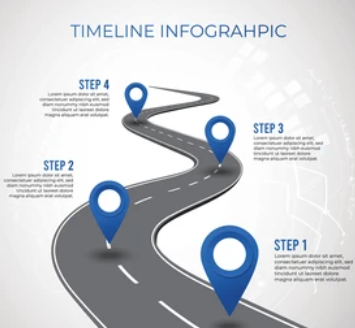 TIMELINE INFOGRAHPIC
STEP 4
Lorem ipsum dolor sit amet,
consectetuer adipiscing elit, sed
diam nonummy nibh euismod
tincidunt ut laoreet dolore
magna aliquam erat volutpat.
STEP 3
Lorem ipsum dolor sit amet,
consectetuer adipiscing elit, sed
diam nonummy nibh euismod
tincidunt ut laoreet dolore
magna aliquam erat volutpat.
STEP 2
Lorem ipsum dolor sit amet,
consectetuer adipiscing elit, sed
diam nonummy nibh euismod
tincidunt ut laoreet dolore
magna aliquam erat volutpat.
STEP 1
Lorem ipsum dolor sit amet,
consectetuer adipiscing elit, sed
diam nonummy nibh euismod
tincidunt ut laoreet dolore
magna aliquam erat volutpat.